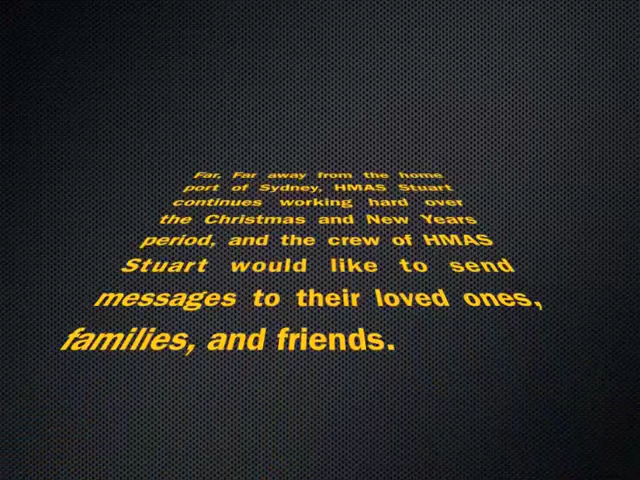 Far, Far away from the home
port of Sydney, HMAS Stuart
continues working hard over
the Christmas and New Years
period, and the crew of HMAS
Stuart would like to send
messages to their loved ones,
families, and friends.